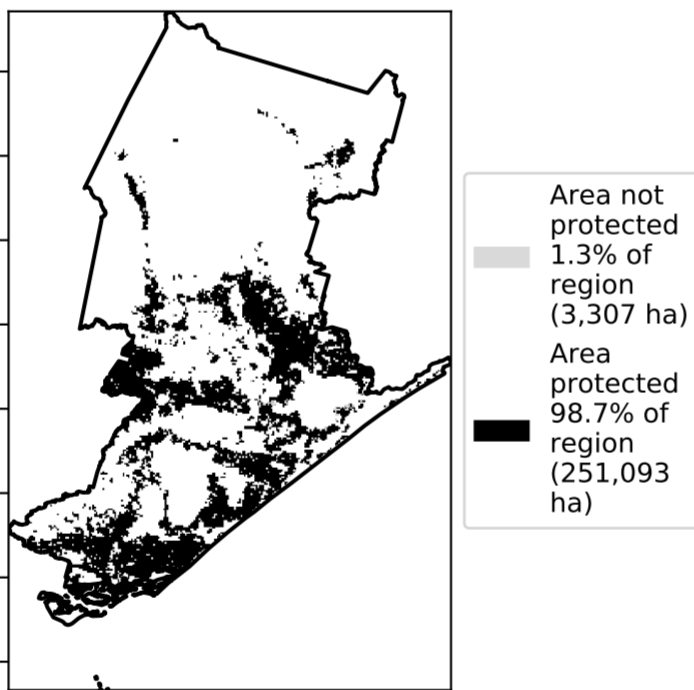 Area not
protected
1.3% of
region
(3,307 ha)
Area
protected
98.7% of
region
(251,093
ha)